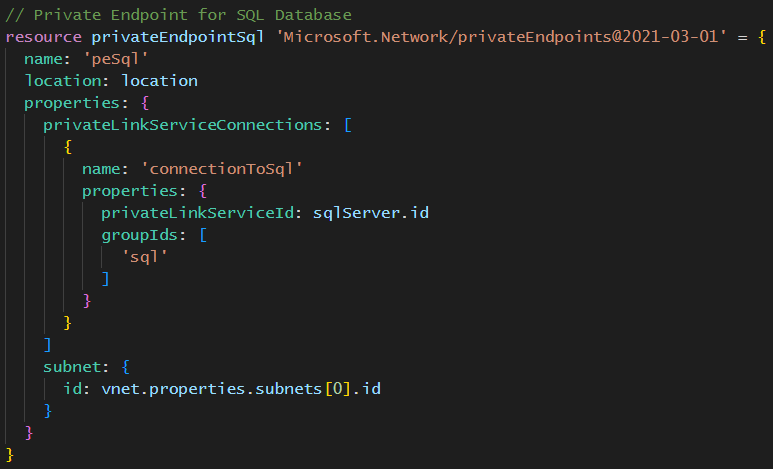 // Private Endpoint for SQL Database
resource privateEndpointSql 'Microsoft.Network/privateEndpoints@2021-03-01' = {
  name: 'peSql'
  location: location
  properties: {
    privateLinkServiceConnections: [
      {
        name: 'connectionToSql'
        properties: {
          privateLinkServiceId: sqlServer.id
          groupIds: [
            'sql'
          ]
        }
      }
    ]
    subnet: {
      id: vnet.properties.subnets[0].id
    }
  }
}